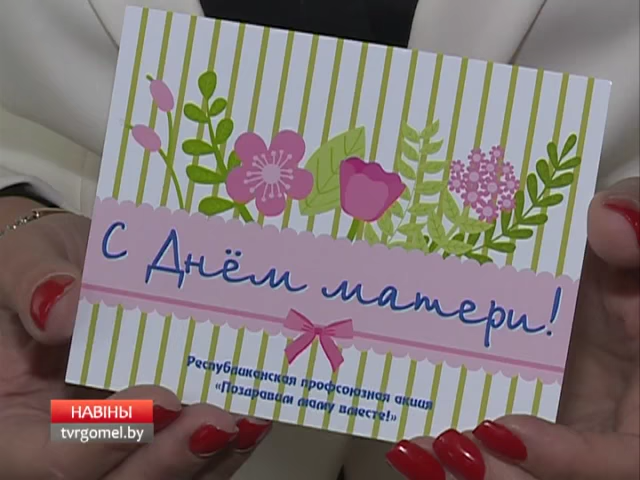 С Днём матери!
Республиканская профсоюзная акция
«Поздравим маму вместе!»
НАВІНЫ
tvrgomel.by